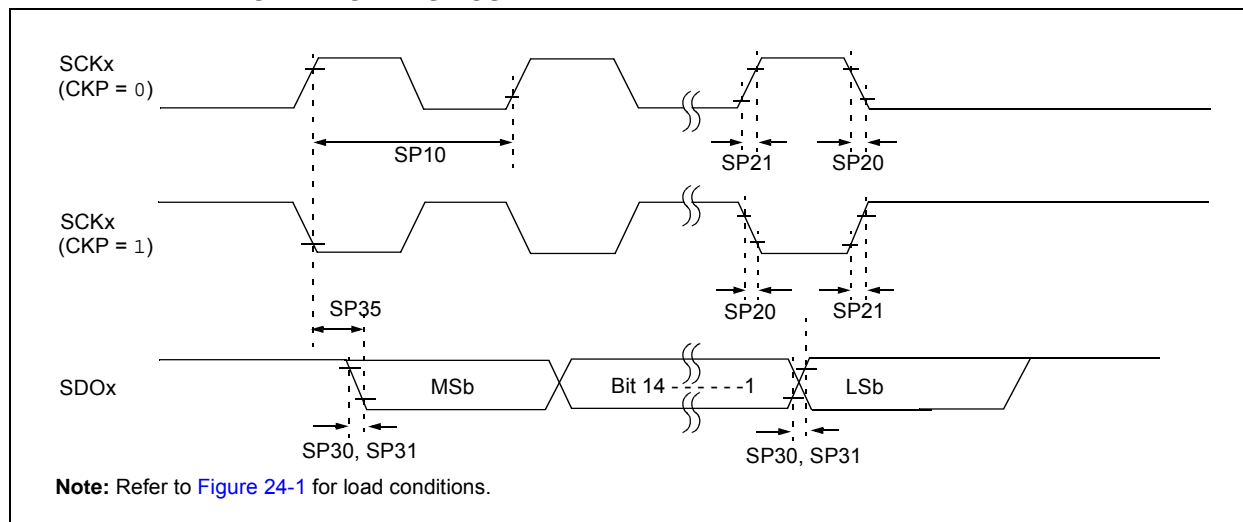 SCKx
(CKP = 0)
SP10
SP21
SP20
SCKx
(CKP = 1)
SP35
SP20
SP21
SDOx
MSb
Bit 14 - - - - - -1
LSb
SP30, SP31
SP30, SP31
Note: Refer to Figure 24-1 for load conditions.